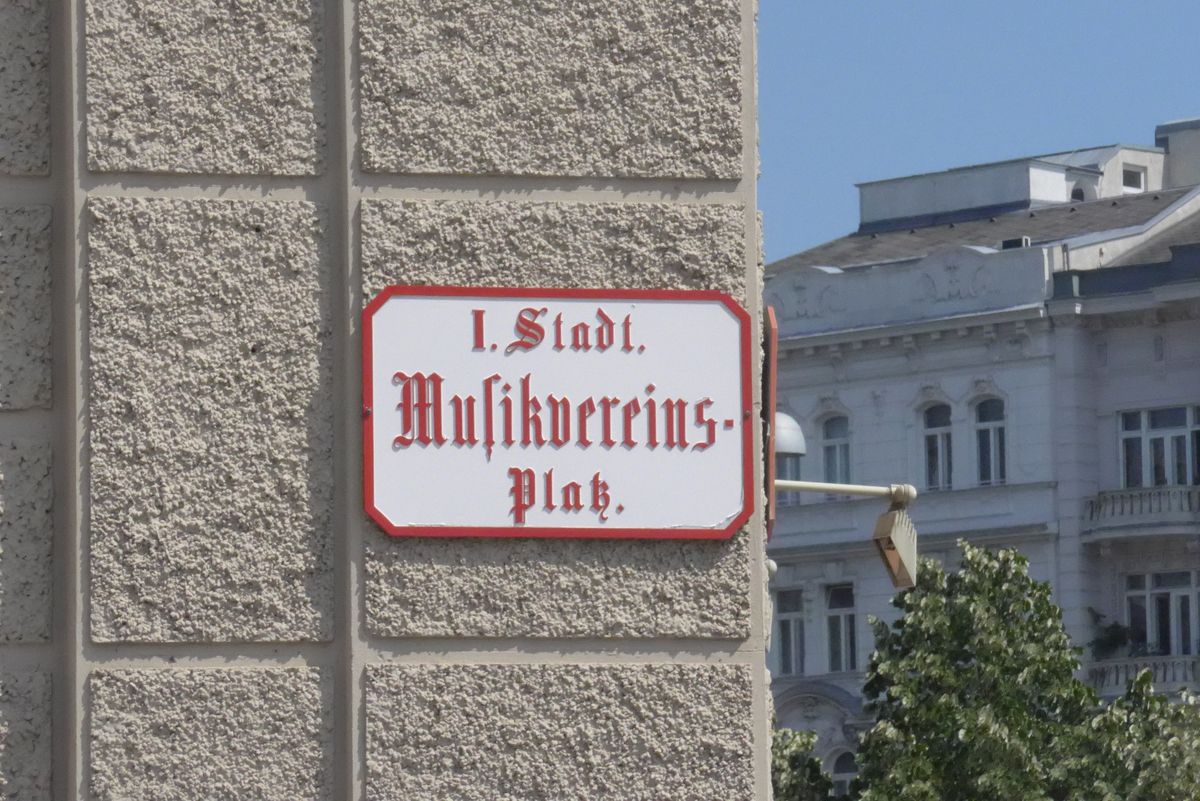 I. Stadt.
Muſikvereins-
Platz.